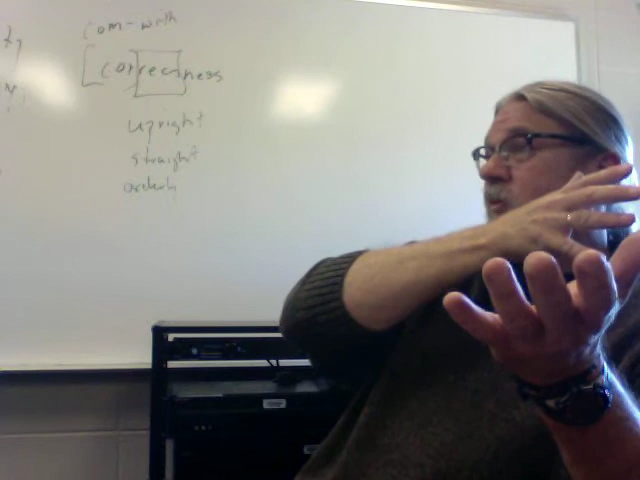 com-with
[correctness
upright
straight
orderly